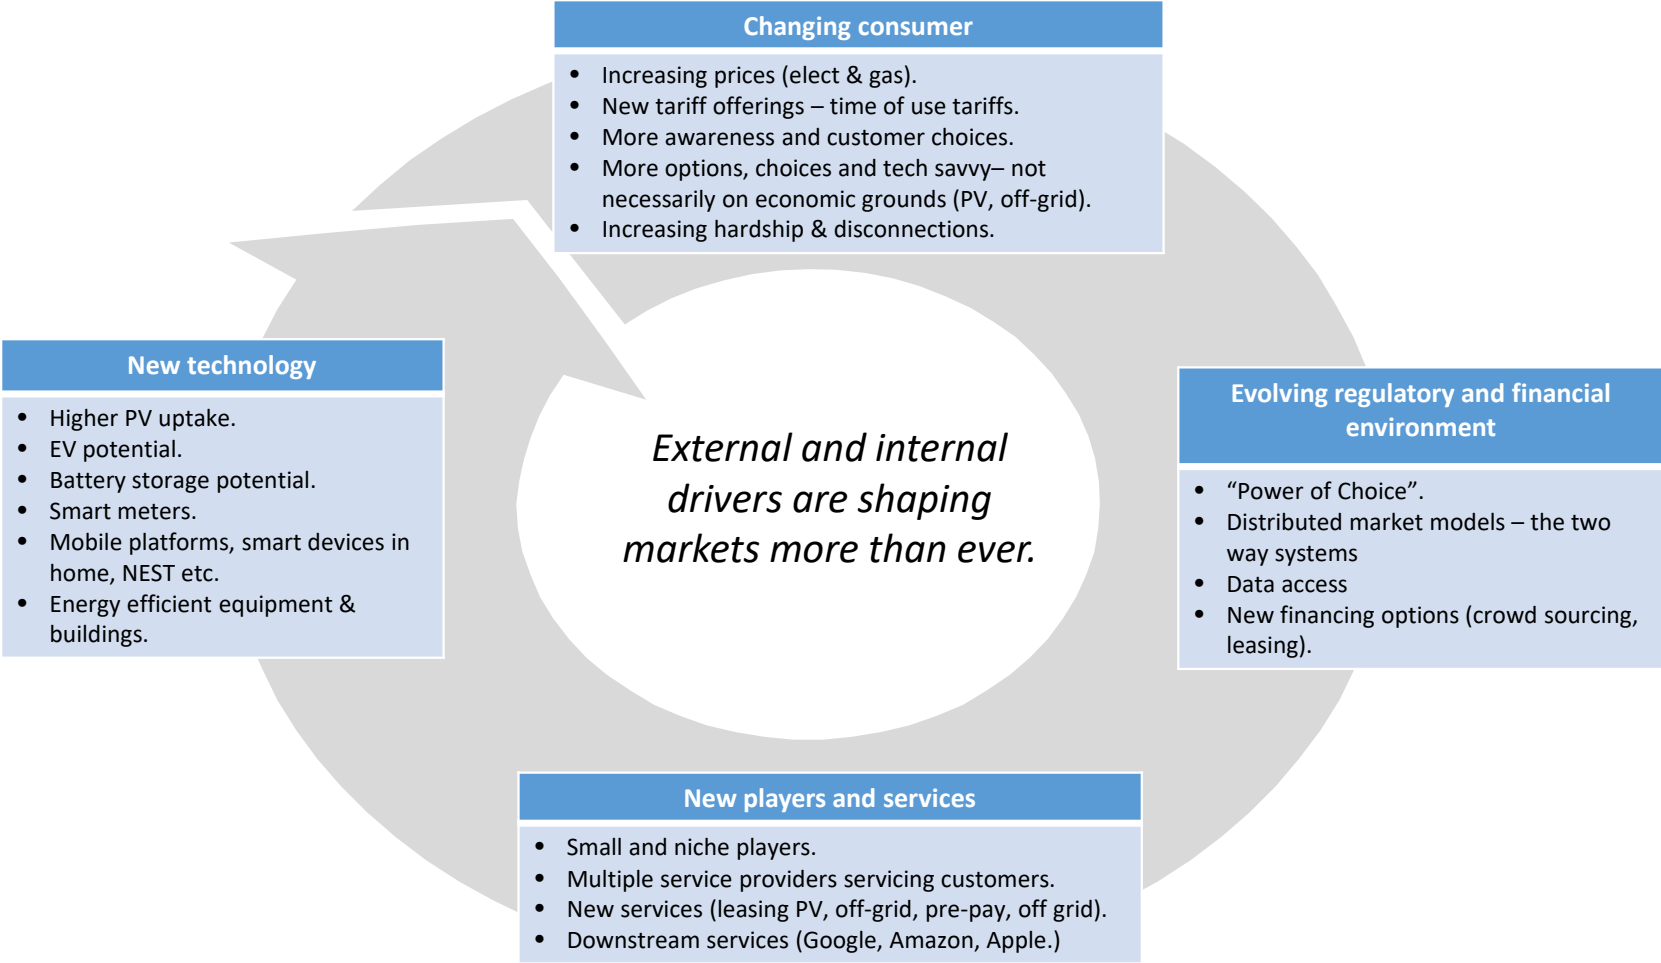 Changing consumer
• Increasing prices (elect & gas).
• New tariff offerings – time of use tariffs.
• More awareness and customer choices.
• More options, choices and tech savvy– not
necessarily on economic grounds (PV, off-grid).
• Increasing hardship & disconnections.
New technology
• Higher PV uptake.
• EV potential.
• Battery storage potential.
• Smart meters.
• Mobile platforms, smart devices in
home, NEST etc.
• Energy efficient equipment &
buildings.
External and internal
drivers are shaping
markets more than ever.
Evolving regulatory and financial
environment
• “Power of Choice”.
• Distributed market models – the two
way systems
• Data access
• New financing options (crowd sourcing,
leasing).
New players and services
• Small and niche players.
• Multiple service providers servicing customers.
• New services (leasing PV, off-grid, pre-pay, off grid).
• Downstream services (Google, Amazon, Apple.)